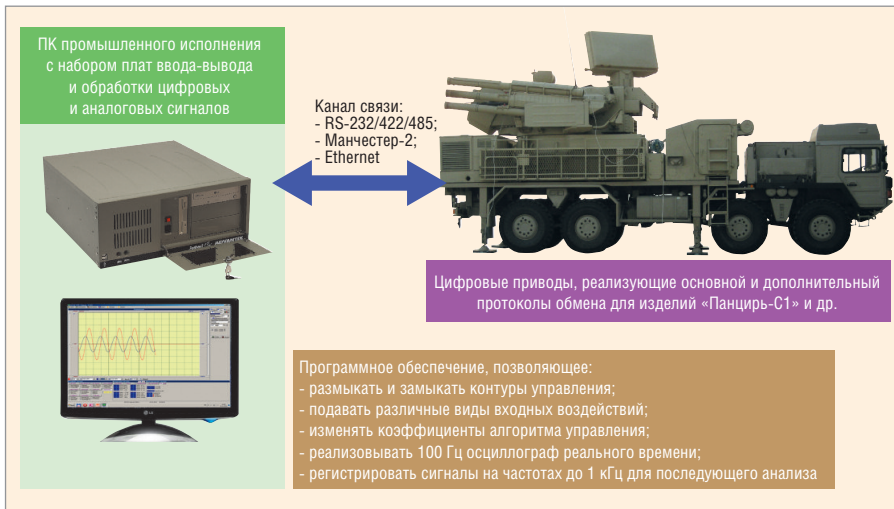 ПК промышленного исполнения
с набором плат ввода-вывода
и обработки цифровых
и аналоговых сигналов
Канал связи:
- RS-232/422/485;
- Манчестер-2;
- Ethernet
ADVANTECH
Цифровые приводы, реализующие основной и дополнительный
протоколы обмена для изделий «Панцирь-С1» и др.
LG
Программное обеспечение, позволяющее:
- размыкать и замыкать контуры управления;
- подавать различные виды входных воздействий;
- изменять коэффициенты алгоритма управления;
- реализовывать 100 Гц осциллограф реального времени;
- регистрировать сигналы на частотах до 1 кГц для последующего анализа